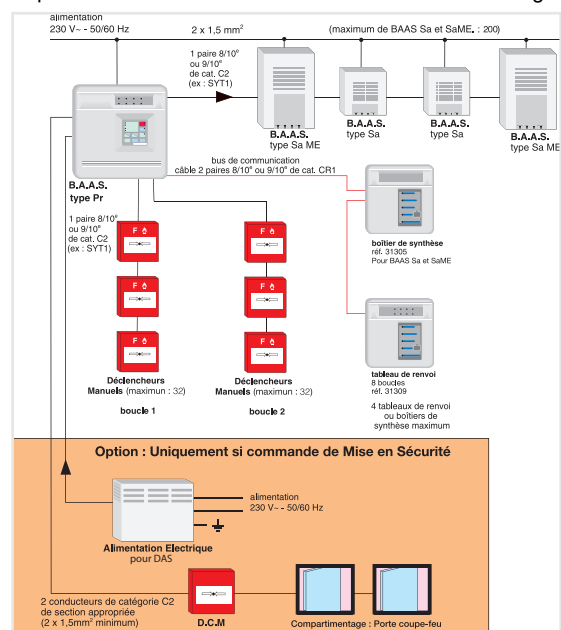 alimentation
230 V~ - 50/60 Hz
2 x 1,5 mm²
(maximum de BAAS Sa et SaME. : 200)
1 paire 8/10°
ou 9/10°
de cat. C2
(ex : SYT1)
B.A.A.S.
type Sa ME
B.A.A.S.
type Sa
B.A.A.S.
type Sa
B.A.A.S.
type Sa ME
bus de communication
câble 2 paires 8/10° ou 9/10° de cat. CR1
B.A.A.S.
type Pr
1 paire 8/10°
ou 9/10°
de cat. C2
(ex : SYT1)
F
F
boîtier de synthèse
réf. 31305
Pour BAAS Sa et SaME
Déclencheurs
Manuels (maximun : 32)
boucle 1
Déclencheurs
Manuels (maximun : 32)
boucle 2
tableau de renvoi
8 boucles
réf. 31309
4 tableaux de renvoi
ou boîtiers de
synthèse maximum
Option : Uniquement si commande de Mise en Sécurité
alimentation
230 V~ - 50/60 Hz
Alimentation Electrique
pour DAS
2 conducteurs de catégorie C2
de section appropriée
(2 x 1,5mm² minimum)
D.C.M
Compartimentage : Porte coupe-feu